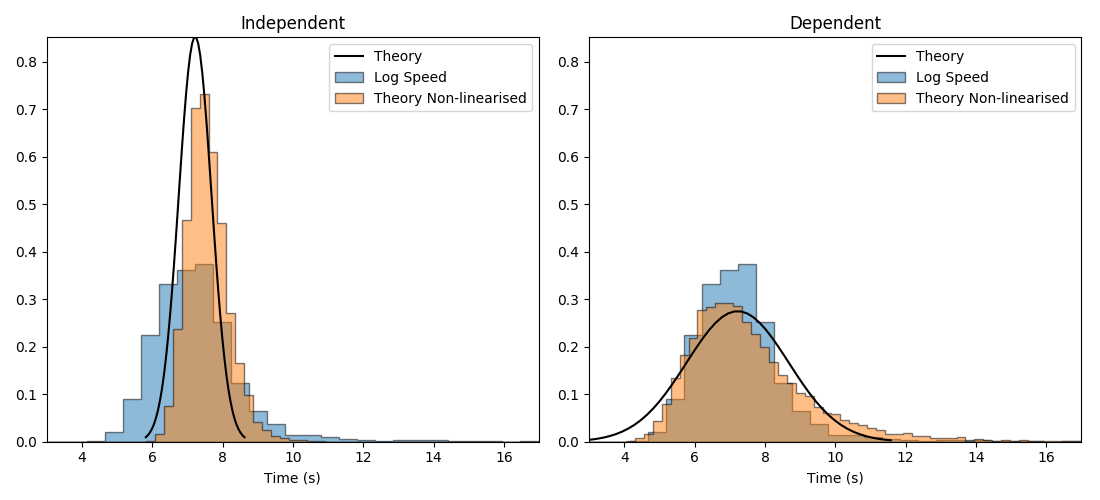 Independent
Theory
Log Speed
Theory Non-linearised
0.8
0.7
0.6
0.5
0.4
0.3
0.2
0.1
0.0
4 6 8 10 12 14 16
Time (s)
Dependent
Theory
Log Speed
Theory Non-linearised
0.8
0.7
0.6
0.5
0.4
0.3
0.2
0.1
0.0
4 6 8 10 12 14 16
Time (s)